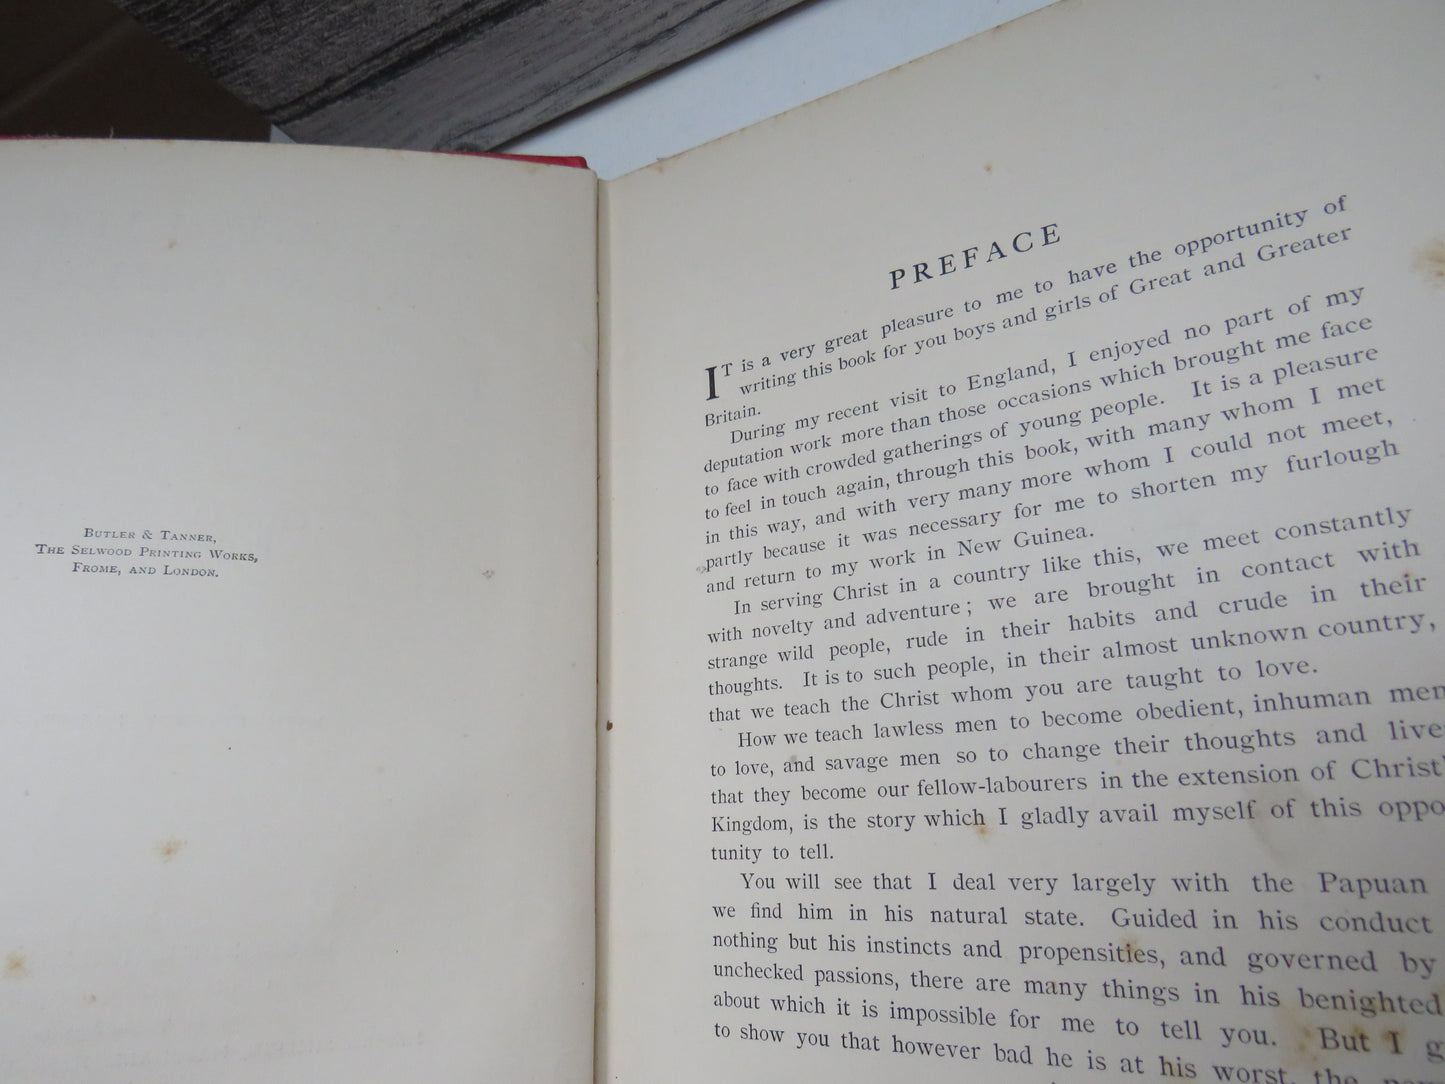 BUTLER & TANNER,
THE SELWOOD PRINTING WORKS,
FROME, AND LONDON.
PREFACE
IT is a very great pleasure to me to have the opportunity of
writing this book for you boys and girls of Great and Greater
Britain.
During my recent visit to England, I enjoyed no part of my
deputation work more than those occasions which brought me face
to face with crowded gatherings of young people. It is a pleasure
to feel in touch again, through this book, with many whom I met
in this way, and with very many more whom I could not meet,
partly because it was necessary for me to shorten my furlough
and return to my work in New Guinea.
In serving Christ in a country like this, we meet constantly
with novelty and adventure; we are brought in contact with
strange wild people, rude in their habits and crude in their
thoughts. It is to such people, in their almost unknown country,
that we teach the Christ whom you are taught to love.
How we teach lawless men to become obedient, inhuman men
to love, and savage men so to change their thoughts and live
that they become our fellow-labourers in the extension of Christ'
Kingdom, is the story which I gladly avail myself of this oppo
tunity to tell.
You will see that I deal very largely with the Papuan
we find him in his natural state. Guided in his conduct
nothing but his instincts and propensities, and governed by
unchecked passions, there are many things in his benighted
about which it is impossible for me to tell you. But I g
to show you that however bad he is at his worst, the